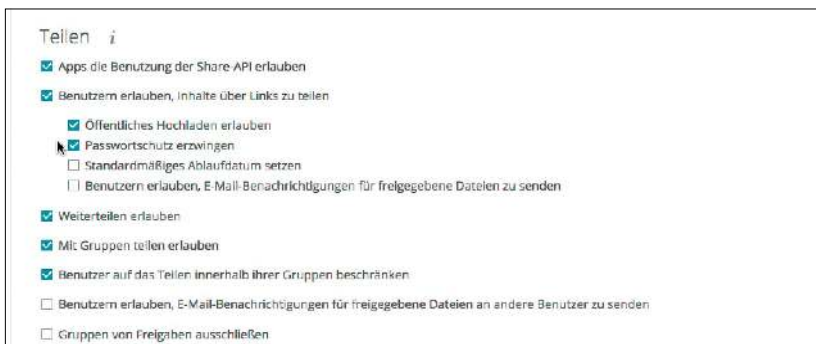 Teilen i
Apps die Benutzung der Share-API erlauben
Benutzern erlauben, Inhalte über Links zu teilen
Öffentliches Hochladen erlauben
Passwortschutz erzwingen
Standardmäßiges Ablaufdatum setzen
Benutzern erlauben, E-Mail-Benachrichtigungen für freigegebene Dateien zu senden
Weiterteilen erlauben
Mit Gruppen teilen erlauben
Benutzer auf das Teilen innerhalb ihrer Gruppen beschränken
Benutzern erlauben, E-Mail-Benachrichtigungen für freigegebene Dateien an andere Benutzer zu senden
Gruppen von Freigaben ausschließen